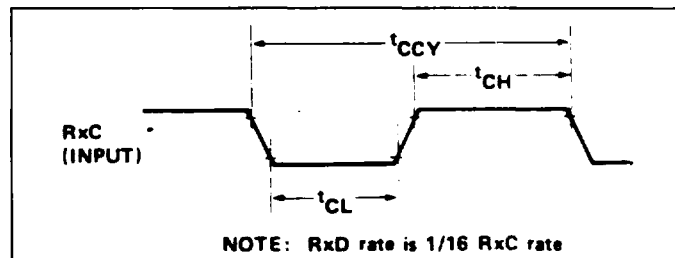 tCCY
tCH
RxC
(INPUT)
tCL
NOTE: RxD rate is 1/16 RxC rate